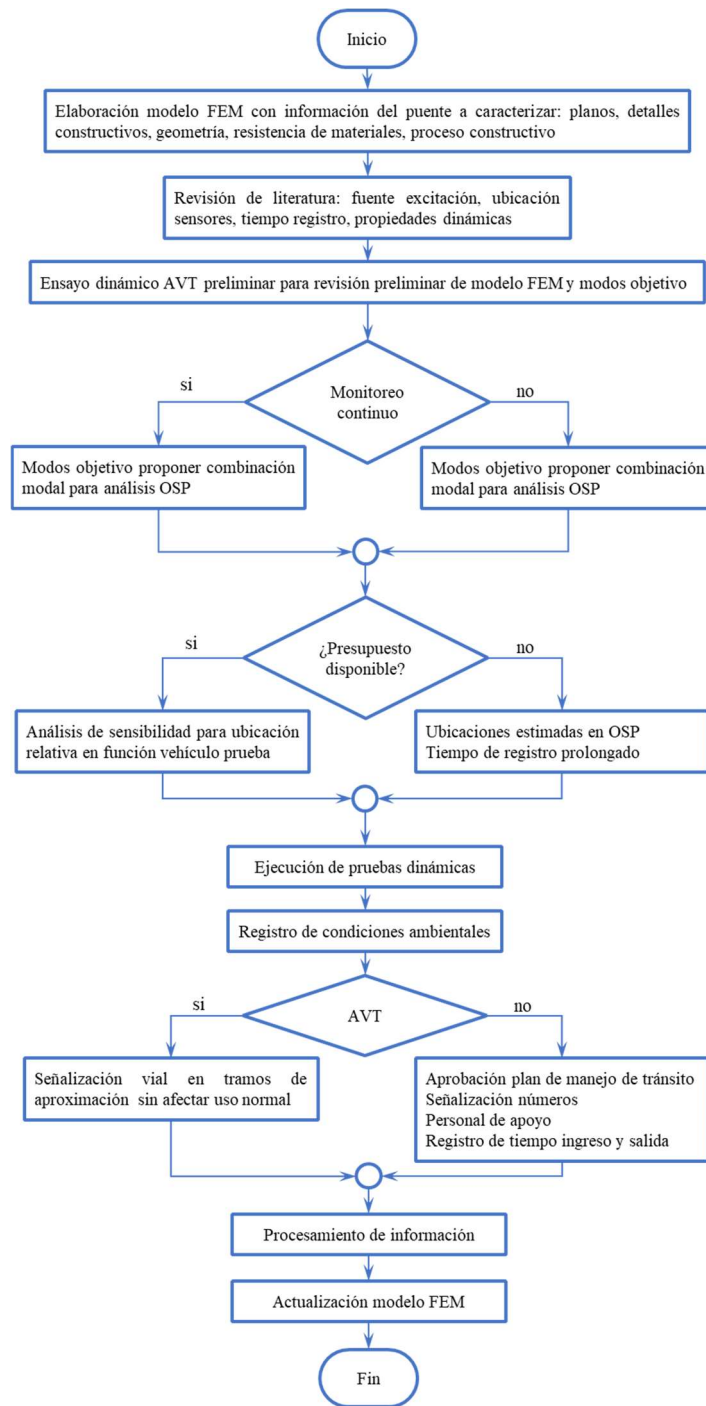 Inicio
Elaboración modelo FEM con información del puente a caracterizar: planos, detalles
constructivos, geometría, resistencia de materiales, proceso constructivo
Revisión de literatura: fuente excitación, ubicación
sensores, tiempo registro, propiedades dinámicas
Ensayo dinámico AVT preliminar para revisión preliminar de modelo FEM y modos objetivo
si
Monitoreo
continuo
no
Modos objetivo proponer combinación
modal para análisis OSP
Modos objetivo proponer combinación
modal para análisis OSP
si
¿Presupuesto
disponible?
no
Análisis de sensibilidad para ubicación
relativa en función vehículo prueba
Ubicaciones estimadas en OSP
Tiempo de registro prolongado
Ejecución de pruebas dinámicas
Registro de condiciones ambientales
si
AVT
no
Señalización vial en tramos de
aproximación sin afectar uso normal
Aprobación plan de manejo de tránsito
Señalización números
Personal de apoyo
Registro de tiempo ingreso y salida
Procesamiento de información
Actualización modelo FEM
Fin